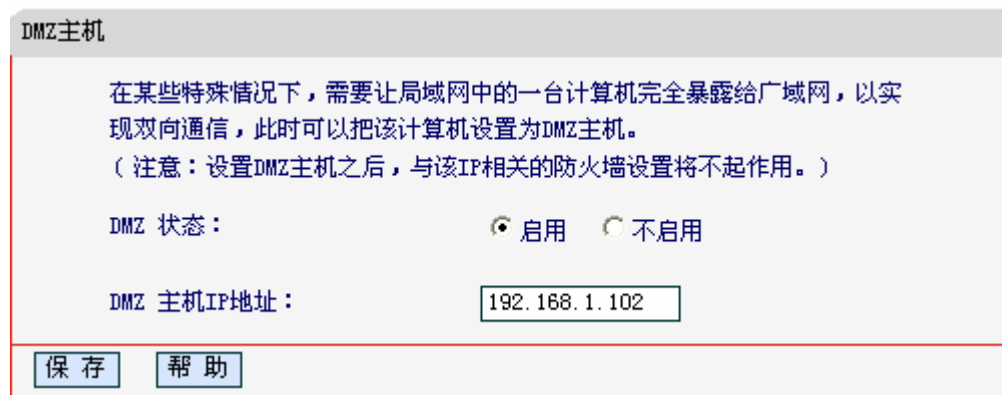 DMZ主机
在某些特殊情况下，需要让局域网中的一台计算机完全暴露给广域网，以实
现双向通信，此时可以把该计算机设置为DMZ主机。
（注意：设置DMZ主机之后，与该IP相关的防火墙设置将不起作用。）
DMZ 状态： 启用 不启用
DMZ 主机IP地址： 192.168.1.102
保 存 帮 助